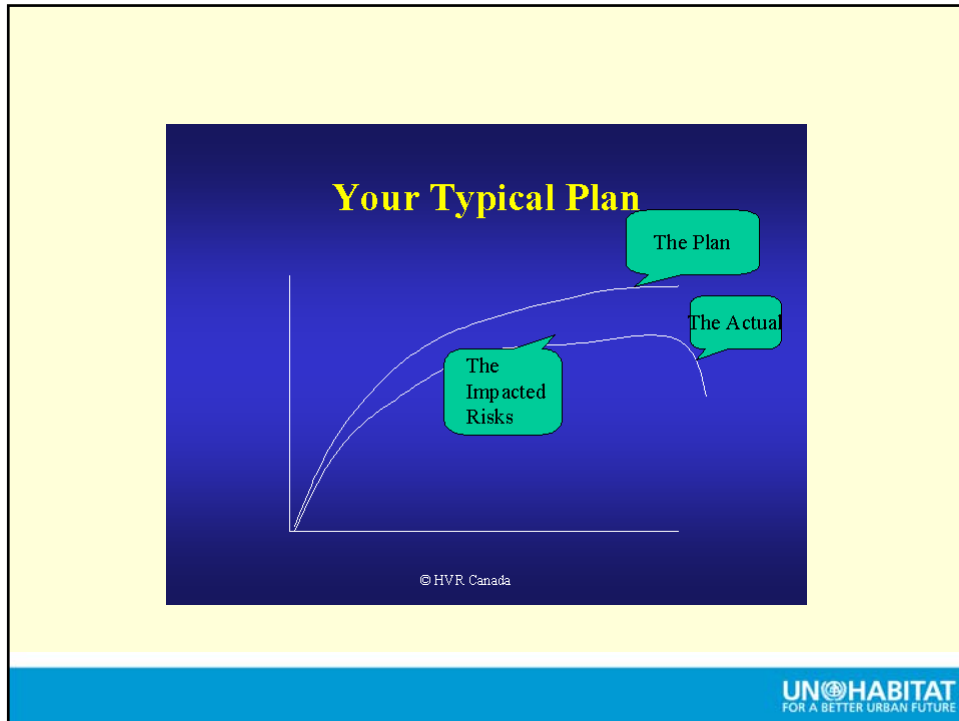 Your Typical Plan
The Plan
The Actual
The
Impacted
Risks
© HVR Canada
UN HABITAT
FOR A BETTER URBAN FUTURE